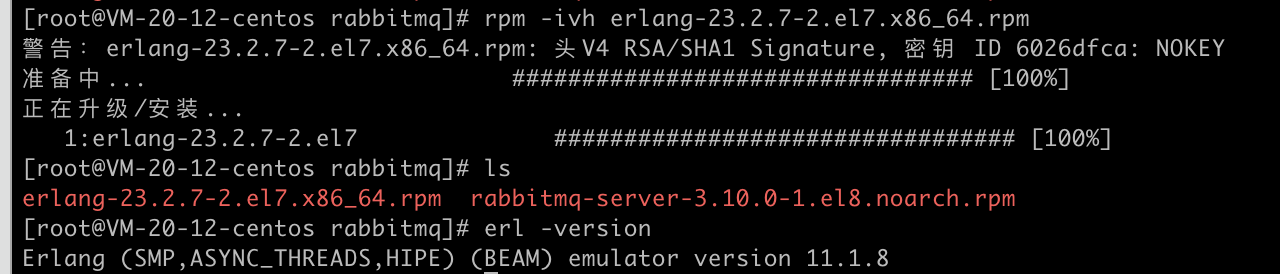 [root@VM-20-12-centos rabbitmq]# rpm -ivh erlang-23.2.7-2.el7.x86_64.rpm
警告：erlang-23.2.7-2.el7.x86_64.rpm: 头V4 RSA/SHA1 Signature, 密钥 ID 6026dfca: NOKEY
准备中... ################################# [100%]
正在升级/安装...
1:erlang-23.2.7-2.el7 ################################# [100%]
[root@VM-20-12-centos rabbitmq]# ls
erlang-23.2.7-2.el7.x86_64.rpm rabbitmq-server-3.10.0-1.el8.noarch.rpm
[root@VM-20-12-centos rabbitmq]# erl -version
Erlang (SMP,ASYNC_THREADS,HIPE) (BEAM) emulator version 11.1.8